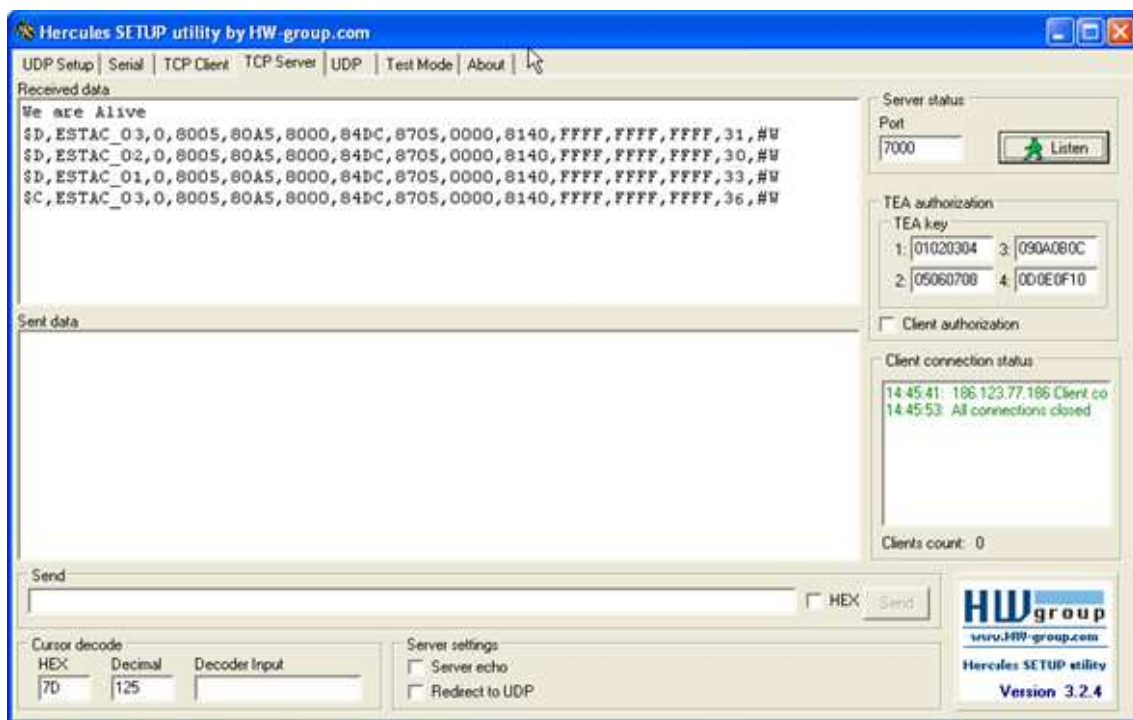 Hercules SETUP utility by HW-group.com
UDP Setup Serial TCP Client TCP Server UDP Test Mode About
Received data
We are Alive
$D,ESTAC_03,0,8005,80A5,8000,84DC,8705,0000,8140,FFFF,FFFF,FFFF,31,#W
$D,ESTAC_02,0,8005,80A5,8000,84DC,8705,0000,8140,FFFF,FFFF,FFFF,30,#W
$D,ESTAC_01,0,8005,80A5,8000,84DC,8705,0000,8140,FFFF,FFFF,FFFF,33,#W
$C,ESTAC_03,0,8005,80A5,8000,84DC,8705,0000,8140,FFFF,FFFF,FFFF,36,#W
Sent data
Server status
Port
7000 Listen
TEA authorization
TEA key
1: 01020304 3: 090A0B0C
2: 05060708 4: 0D0E0F10
Client authorization
Client connection status
14:45:41: 186.123.77.186 Client co
14:45:53: All connections closed
Clients count: 0
Send
HEX Send
Cursor decode
HEX Decimal Decoder Input
7D 125
Server settings
Server echo
Redirect to UDP
HW group
www.HW-group.com
Hercules SETUP utility
Version 3.2.4